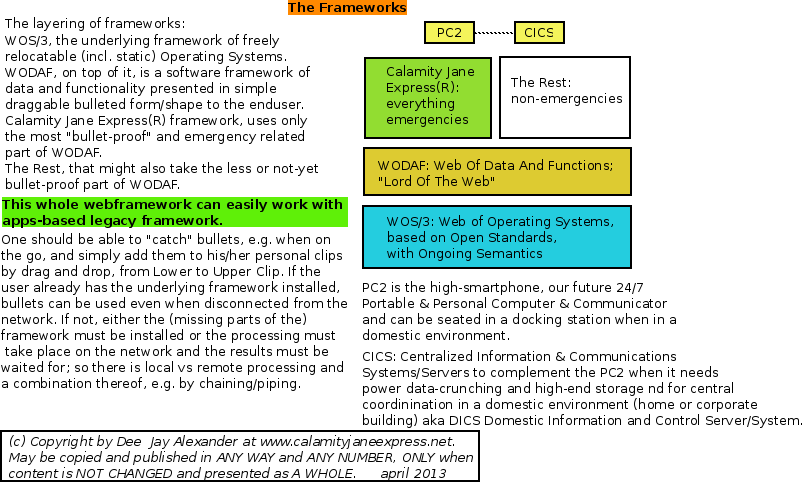 The Frameworks
The layering of frameworks:
WOS/3, the underlying framework of freely
relocatable (incl. static) Operating Systems.
WODAF, on top of it, is a software framework of
data and functionality presented in simple
draggable bulleted form/shape to the enduser.
Calamity Jane Express(R) framework, uses only
the most "bullet-proof" and emergency related
part of WODAF.
The Rest, that might also take the less or not-yet
bullet-proof part of WODAF.
This whole webframework can easily work with
apps-based legacy framework.
One should be able to "catch" bullets, e.g. when on
the go, and simply add them to his/her personal clips
by drag and drop, from Lower to Upper Clip. If the
user already has the underlying framework installed,
bullets can be used even when disconnected from the
network. If not, either the (missing parts of the)
framework must be installed or the processing must
take place on the network and the results must be
waited for; so there is local vs remote processing and
a combination thereof, e.g. by chaining/piping.
PC2
CICS
Calamity Jane
Express(R):
everything
emergencies
The Rest:
non-emergencies
WODAF: Web Of Data And Functions;
"Lord Of The Web"
WOS/3: Web of Operating Systems,
based on Open Standards,
with Ongoing Semantics
PC2 is the high-smartphone, our future 24/7
Portable & Personal Computer & Communicator
and can be seated in a docking station when in a
domestic environment.
CICS: Centralized Information & Communications
Systems/Servers to complement the PC2 when it needs
power data-crunching and high-end storage nd for central
coordinination in a domestic environment (home or corporate
building) aka DICS Domestic Information and Control Server/System.
(c) Copyright by Dee Jay Alexander at www.calamityjaneexpress.net.
May be copied and published in ANY WAY and ANY NUMBER, ONLY when
content is NOT CHANGED and presented as A WHOLE. april 2013